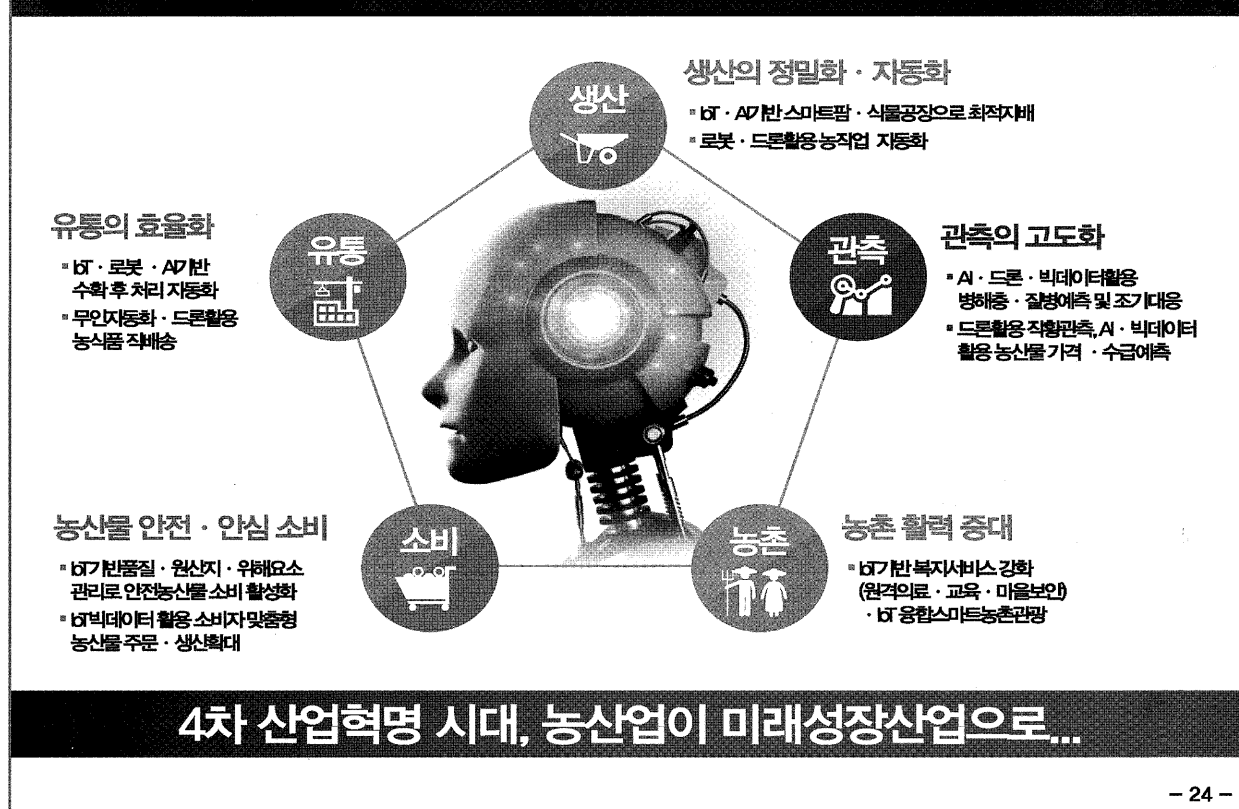 생산
생산의 정밀화 · 자동화
▪ IoT · AI기반 스마트팜 · 식물공장으로 최적재배
▪ 로봇 · 드론활용 농작업 자동화
유통의 효율화
▪ IoT · 로봇 · AI기반
수확 후 처리 자동화
▪ 무인자동화 · 드론활용
농식품 직배송
유통
관측
관측의 고도화
▪ AI · 드론 · 빅데이터활용
병해충 · 질병예측 및 조기대응
▪ 드론활용 작황관측, AI · 빅데이터
활용 농산물 가격 · 수급예측
농산물 안전 · 안심 소비
▪ IoT기반품질 · 원산지 · 위해요소
관리로 안전농산물 소비 활성화
▪ IoT빅데이터 활용 소비자 맞춤형
농산물 주문 · 생산확대
소비
농촌
농촌 활력 증대
▪ IoT기반 복지서비스 강화
(원격의료 · 교육 · 마을보안)
· IoT 융합스마트농촌관광
4차 산업혁명 시대, 농산업이 미래성장산업으로...
– 24 –